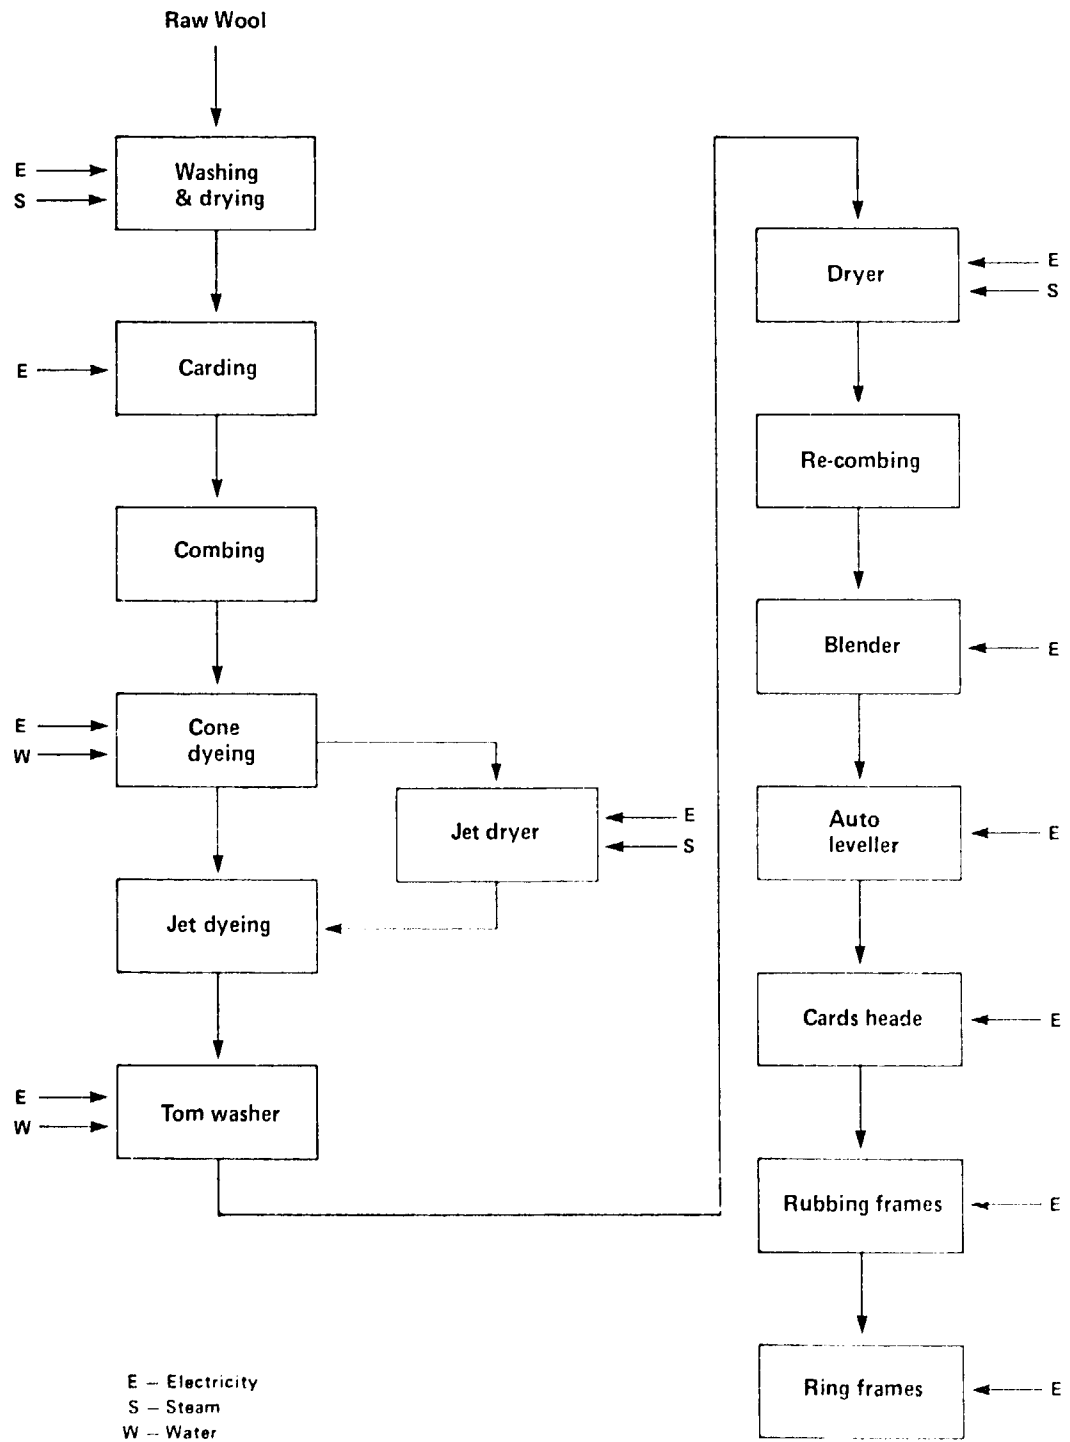 Raw Wool
E
S
Washing
& drying
E
Carding
Combing
E
W
Cone
dyeing
Jet dryer
E
S
Jet dyeing
E
W
Tom washer
Dryer
E
S
Re-combing
Blender
E
Auto
leveller
E
Cards heade
E
Rubbing frames
E
Ring frames
E
E – Electricity
S – Steam
W – Water